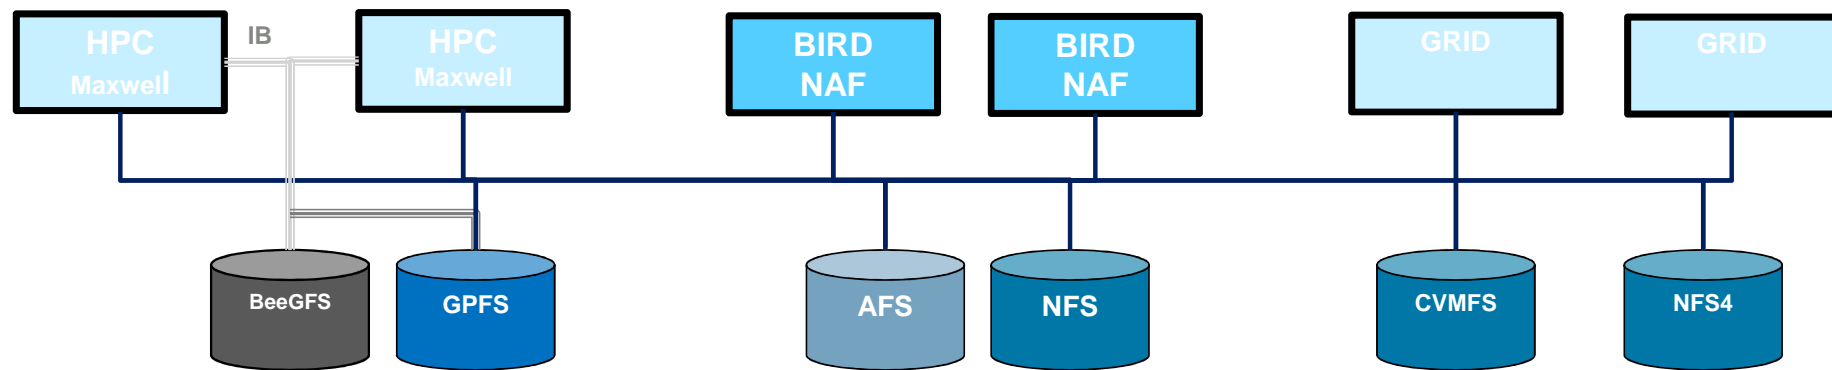 HPC
Maxwell
IB
HPC
Maxwell
BIRD
NAF
BIRD
NAF
GRID
GRID
BeeGFS
GPFS
AFS
NFS
CVMFS
NFS4